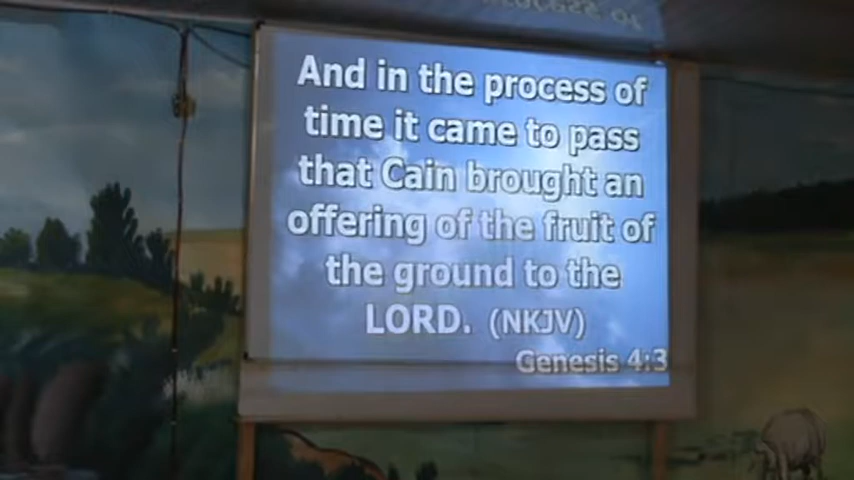 And in the process of
time it came to pass
that Cain brought an
offering of the fruit of
the ground to the
LORD. (NKJV)
Genesis 4:3